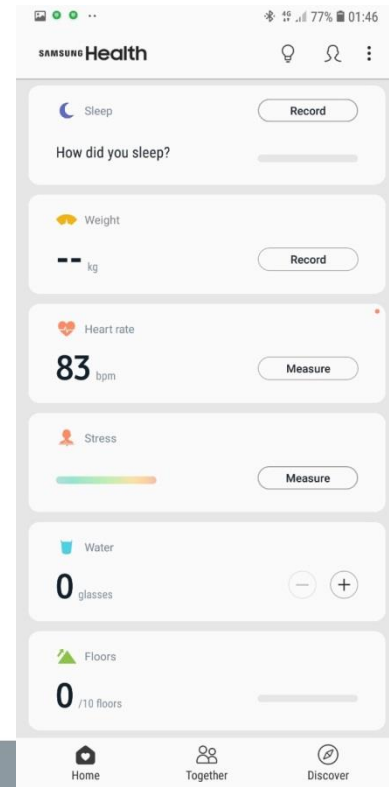 4G 77% 01:46
SAMSUNG Health
Sleep Record
How did you sleep?
Weight
-- kg Record
Heart rate
83 bpm Measure
Stress
Measure
Water
0 glasses − +
Floors
0 /10 floors
Home Together Discover